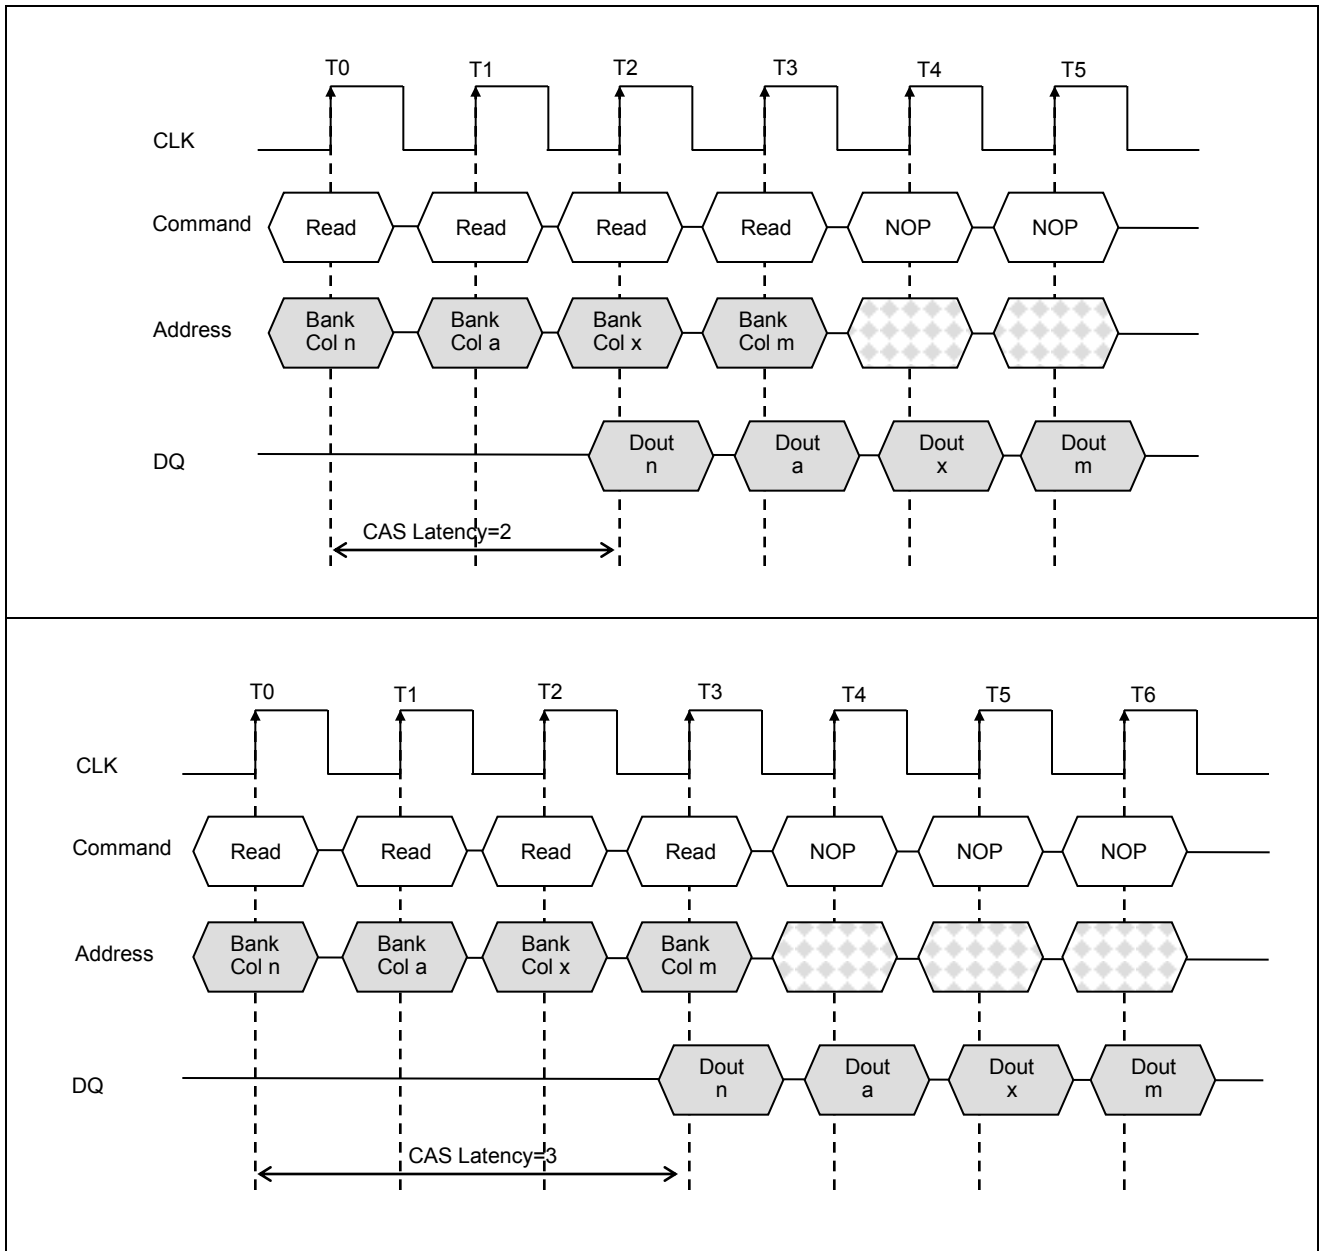 T0 T1 T2 T3 T4 T5
CLK
Command Read Read Read Read NOP NOP
Address
Bank Bank Bank Bank
Col n Col a Col x Col m
DQ
Dout Dout Dout Dout
n a x m
CAS Latency=2
T0 T1 T2 T3 T4 T5 T6
CLK
Command Read Read Read Read NOP NOP NOP
Address
Bank Bank Bank Bank
Col n Col a Col x Col m
DQ
Dout Dout Dout Dout
n a x m
CAS Latency=3